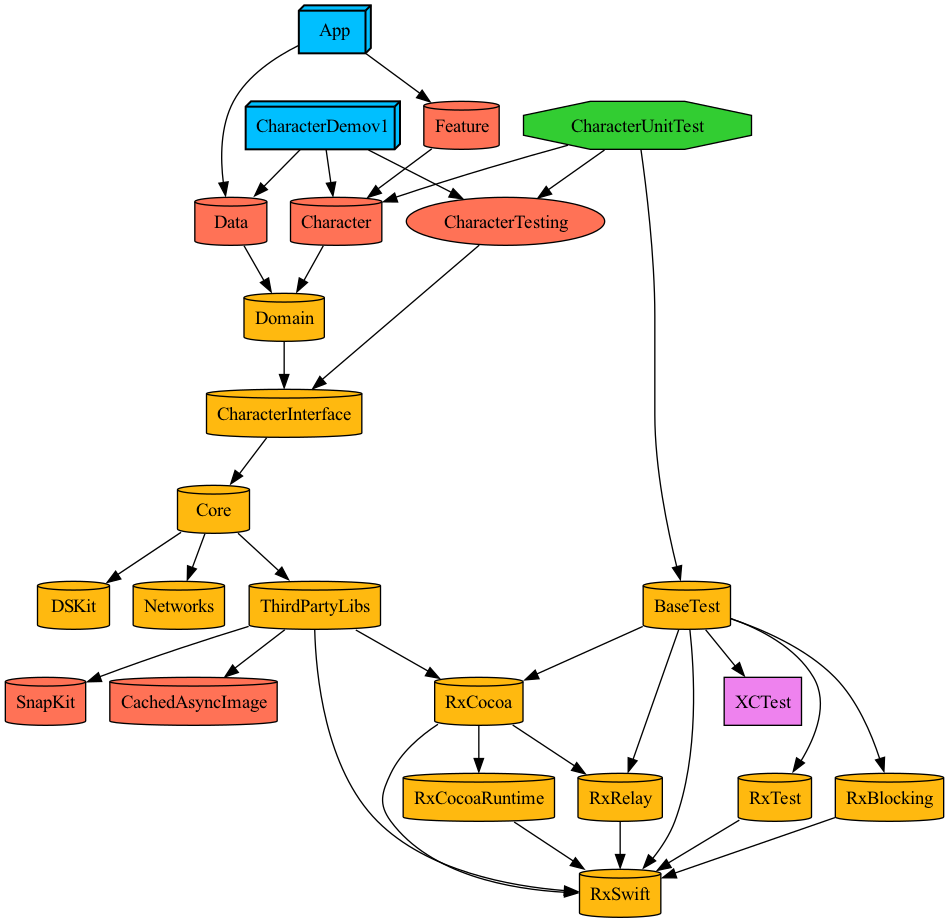 App
CharacterDemov1
Feature
CharacterUnitTest
Data
Character
CharacterTesting
Domain
CharacterInterface
Core
DSKit
Networks
ThirdPartyLibs
BaseTest
SnapKit
CachedAsyncImage
RxCocoa
XCTest
RxCocoaRuntime
RxRelay
RxTest
RxBlocking
RxSwift